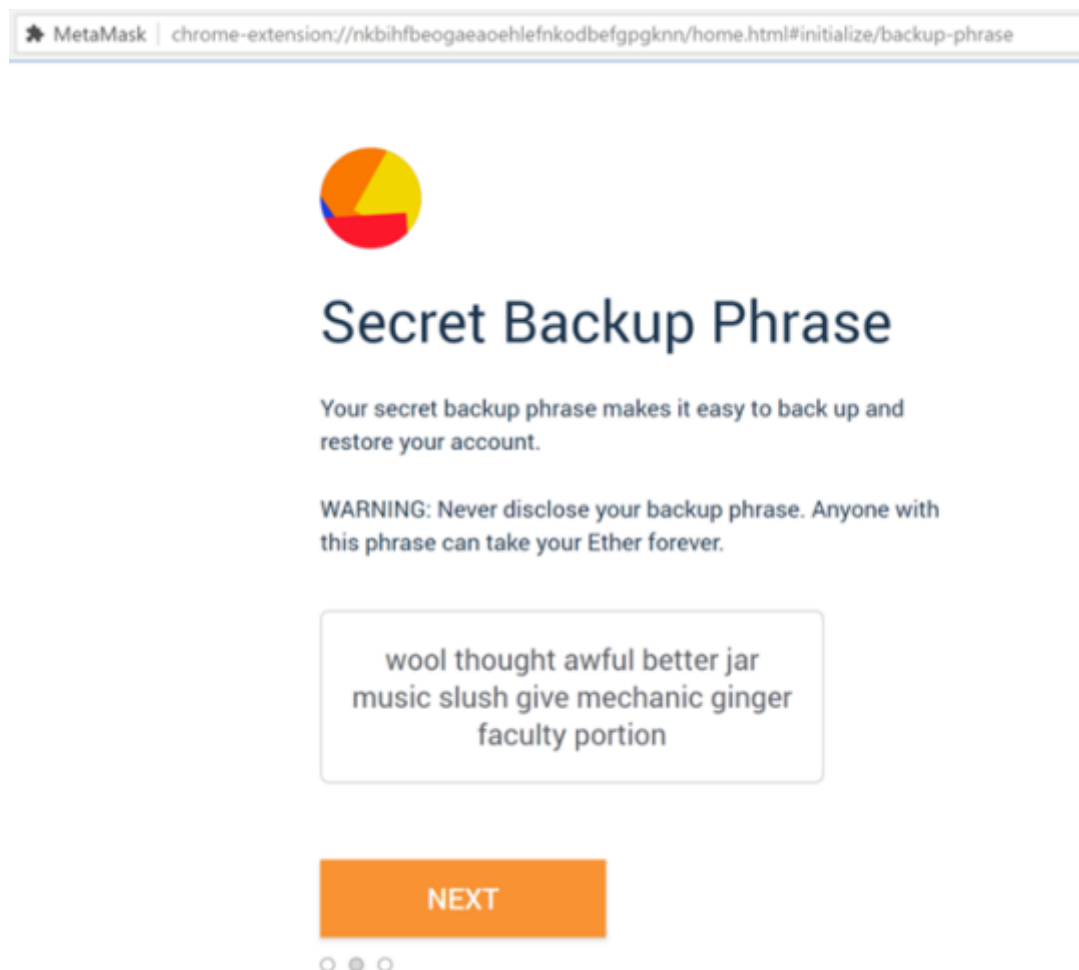 MetaMask chrome-extension://nkbihfbeogaeaoehlefnkodbefgpgknn/home.html#initialize/backup-phrase
Secret Backup Phrase
Your secret backup phrase makes it easy to back up and
restore your account.
WARNING: Never disclose your backup phrase. Anyone with
this phrase can take your Ether forever.
wool thought awful better jar
music slush give mechanic ginger
faculty portion
NEXT